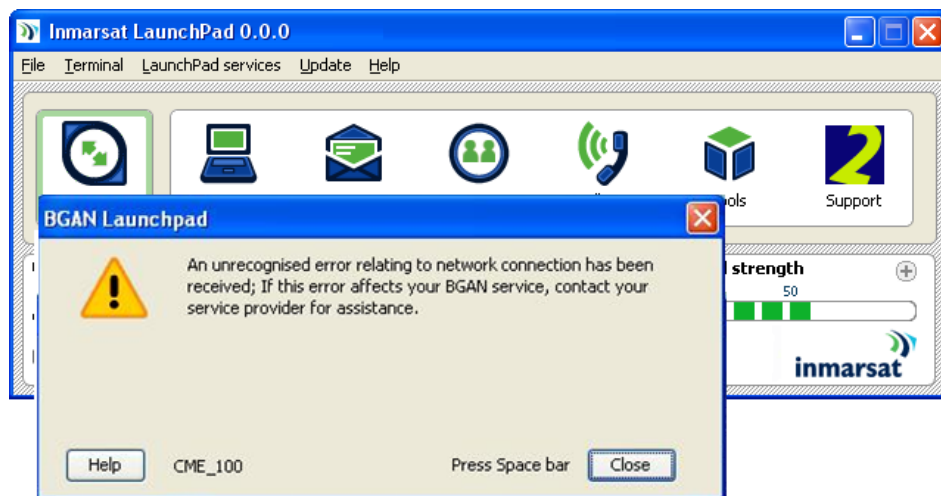 Inmarsat LaunchPad 0.0.0
File Terminal LaunchPad services Update Help
Support
BGAN Launchpad
An unrecognised error relating to network connection has been
received; If this error affects your BGAN service, contact your
service provider for assistance.
strength
50
inmarsat
Help CME_100 Press Space bar Close